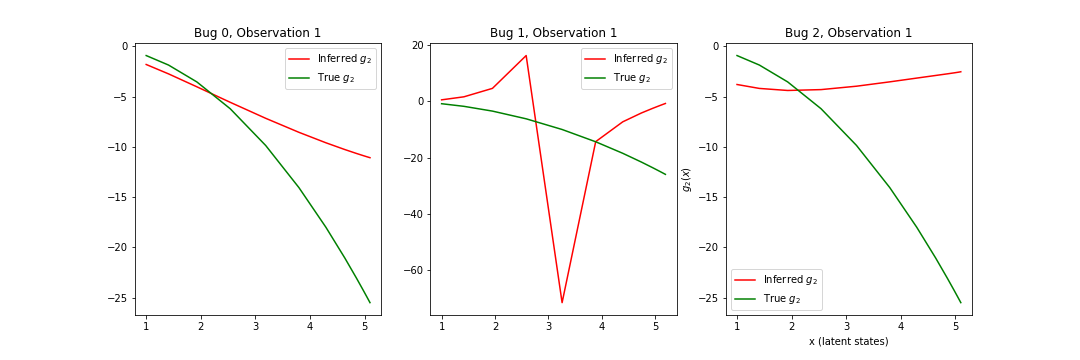 Bug 0, Observation 1
Inferred g₂
True g₂
0
−5
−10
−15
−20
−25
1 2 3 4 5
Bug 1, Observation 1
Inferred g₂
True g₂
20
0
−20
−40
−60
1 2 3 4 5
Bug 2, Observation 1
g₂(x)
0
−5
−10
−15
−20
−25
Inferred g₂
True g₂
1 2 3 4 5
x (latent states)